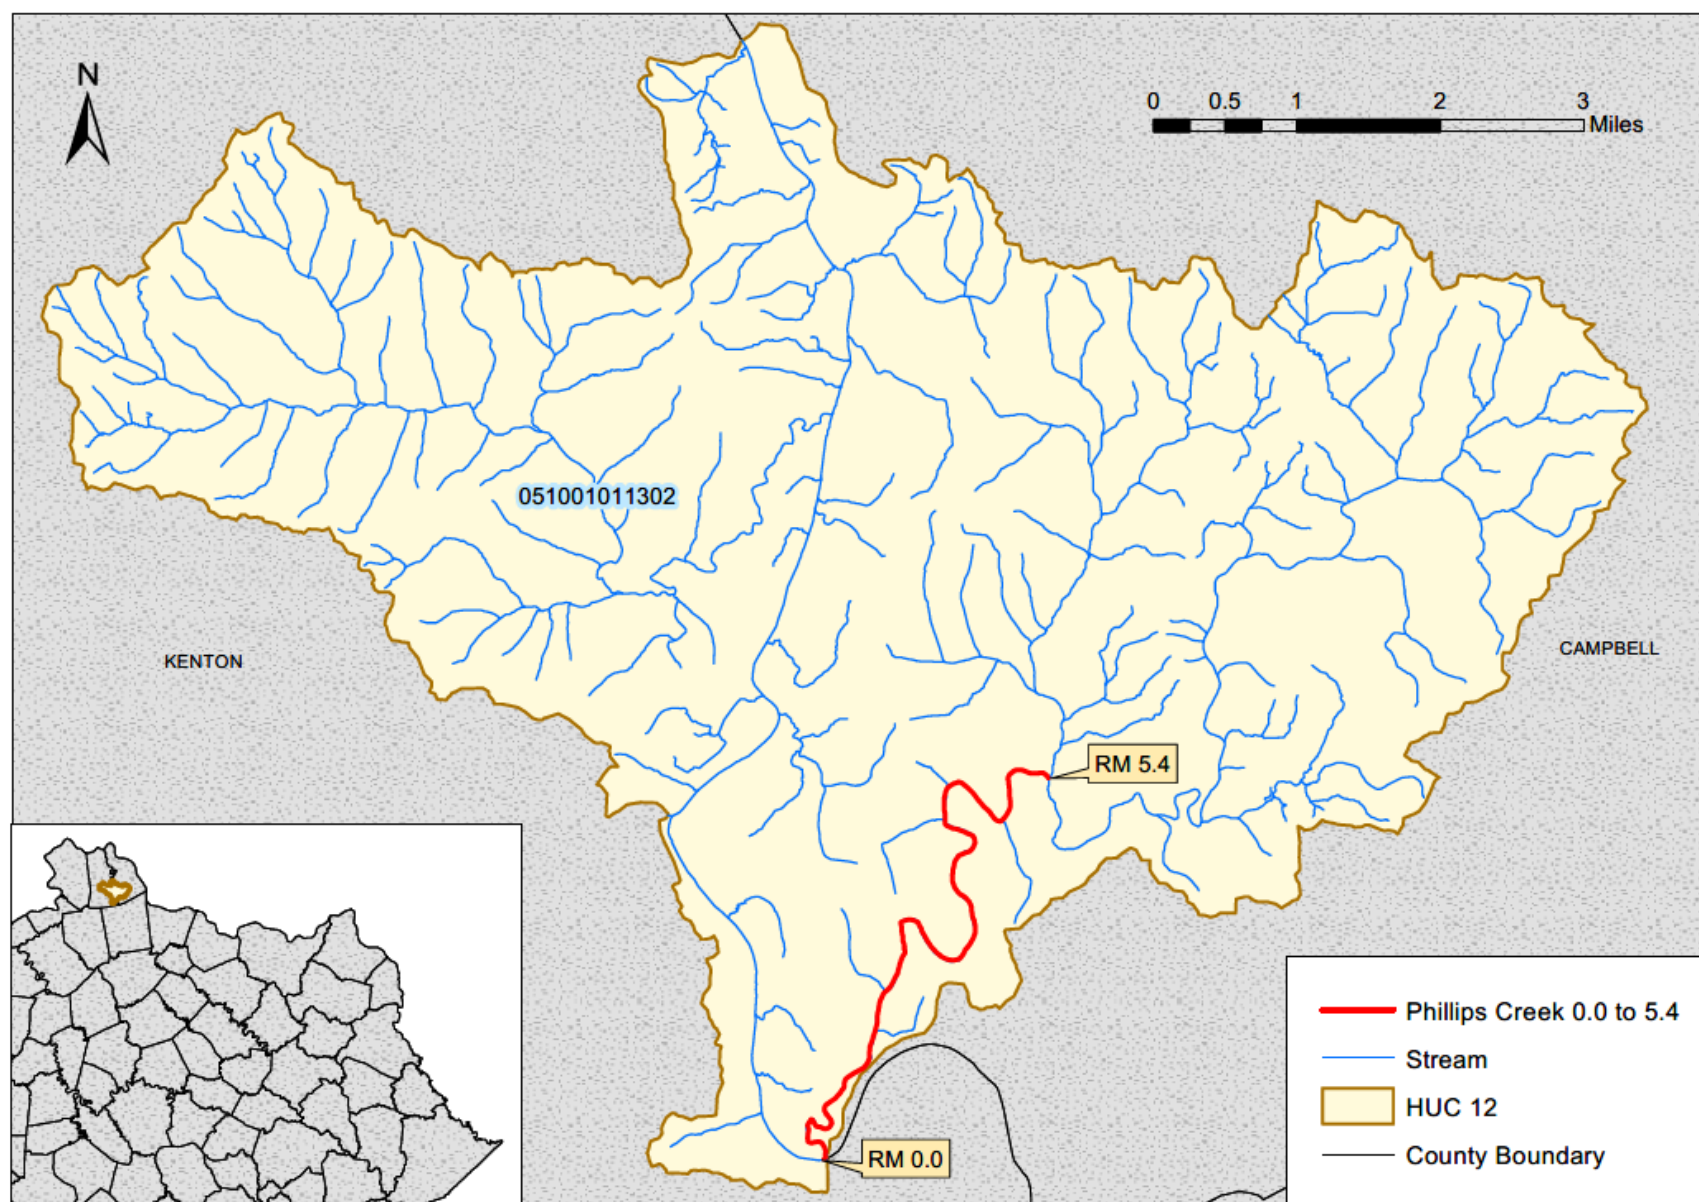 N
0 0.5 1 2 3
Miles
051001011302
KENTON
CAMPBELL
RM 5.4
RM 0.0
Phillips Creek 0.0 to 5.4
Stream
HUC 12
County Boundary